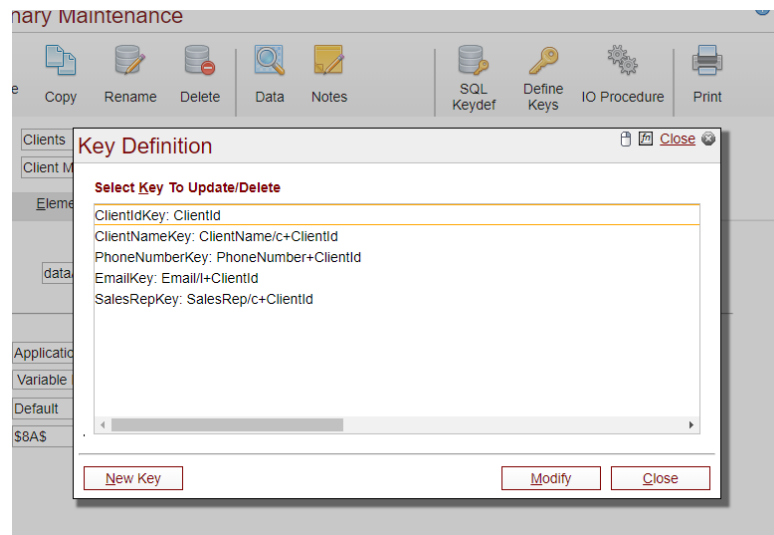 nary Maintenance
e Copy Rename Delete Data Notes SQL Keydef Define Keys IO Procedure Print
Clients
Client M
Eleme
data/
Applicatio
Variable
Default
$8A$
Key Definition
fn Close
Select Key To Update/Delete
ClientIdKey: ClientId
ClientNameKey: ClientName/c+ClientId
PhoneNumberKey: PhoneNumber+ClientId
EmailKey: Email/l+ClientId
SalesRepKey: SalesRep/c+ClientId
New Key Modify Close